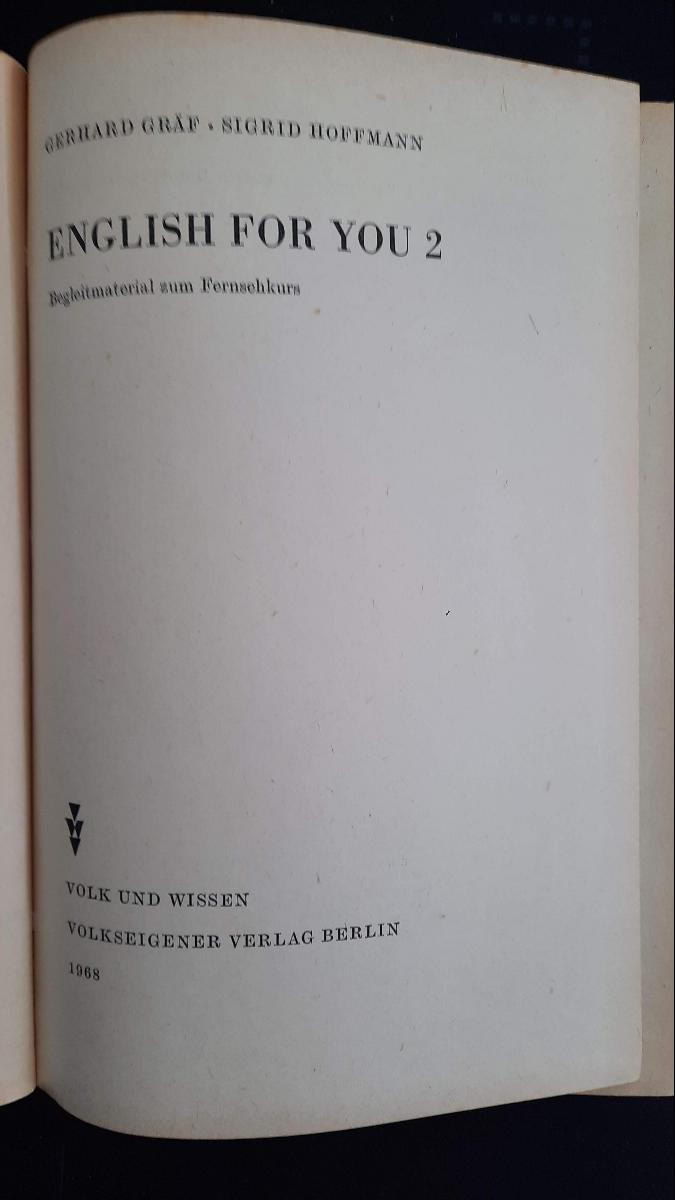 GERHARD GRÄF · SIGRID HOFFMANN
ENGLISH FOR YOU 2
Begleitmaterial zum Fernsehkurs
VOLK UND WISSEN
VOLKSEIGENER VERLAG BERLIN
1968